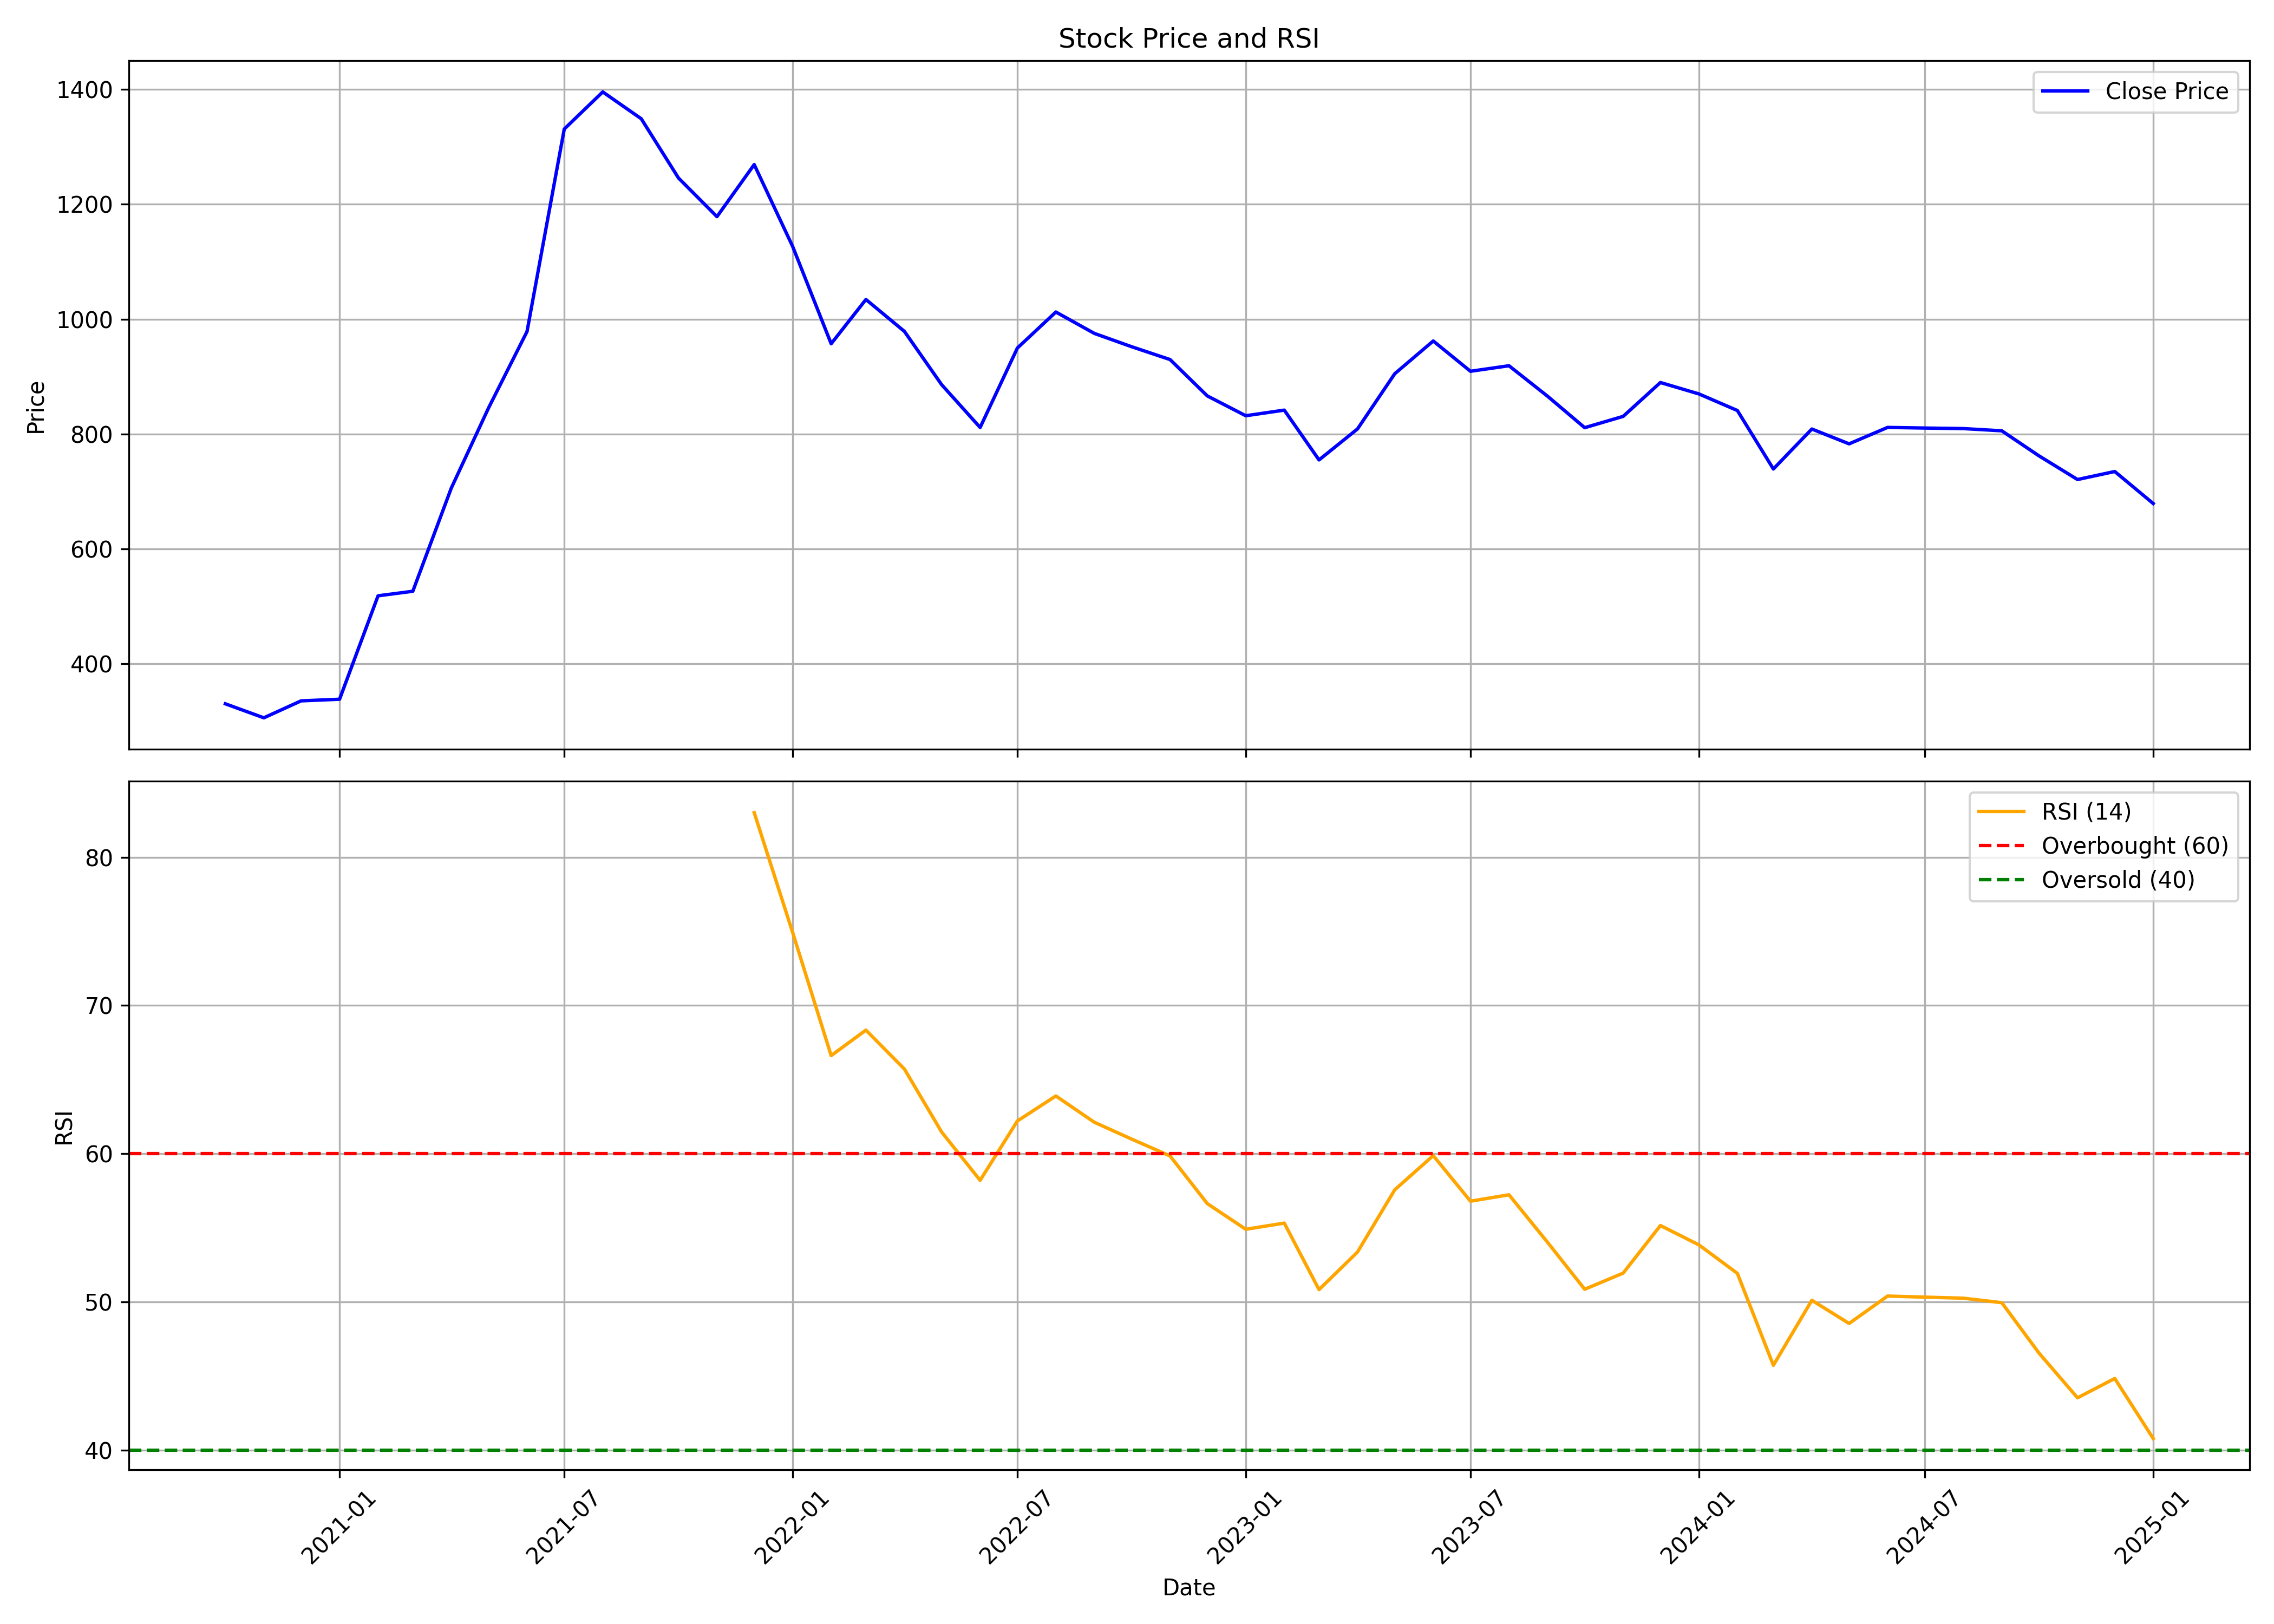 Stock Price and RSI
1400
1200
1000
800
600
400
Price
Close Price
80
70
60
50
40
RSI
RSI (14)
Overbought (60)
Oversold (40)
2021-01
2021-07
2022-01
2022-07
2023-01
2023-07
2024-01
2024-07
2025-01
Date